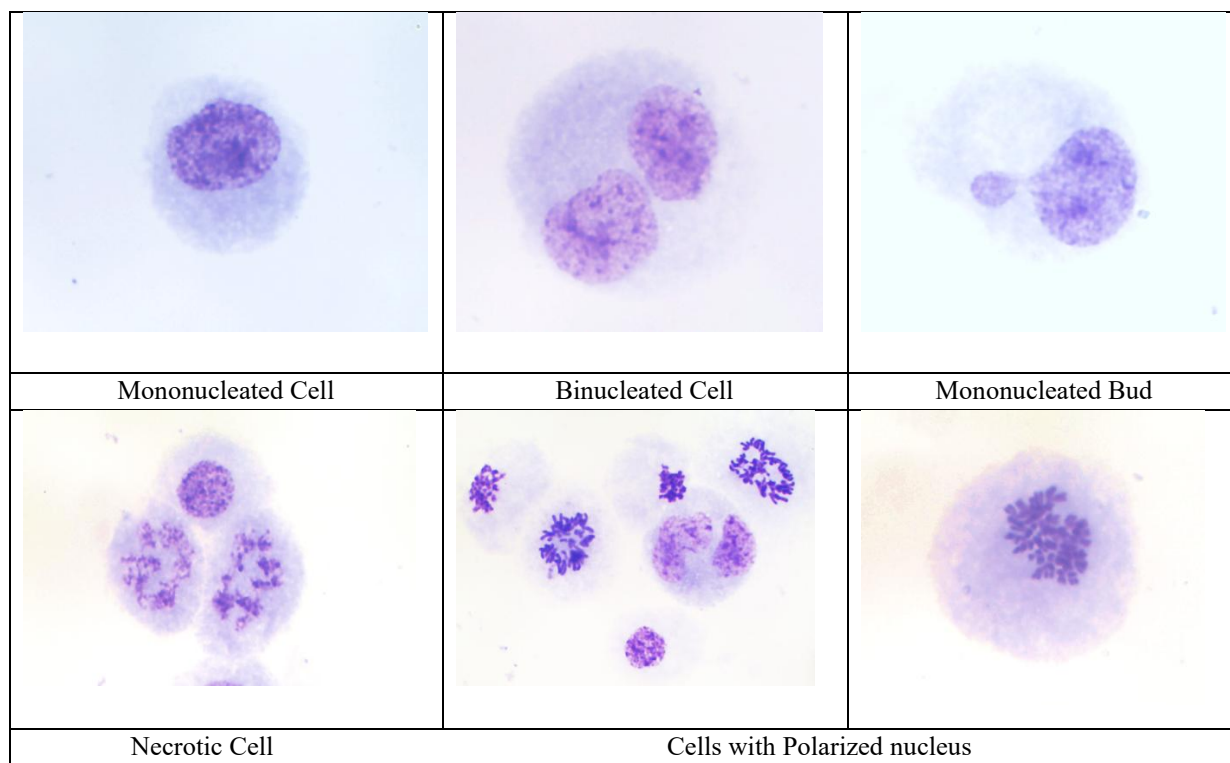 Mononucleated Cell
Binucleated Cell
Mononucleated Bud
Necrotic Cell
Cells with Polarized nucleus